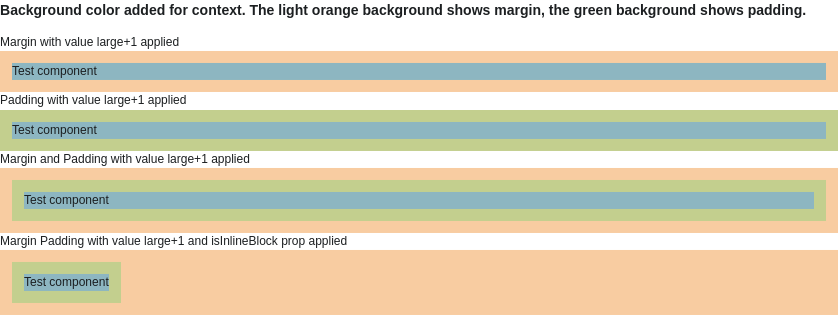 Background color added for context. The light orange background shows margin, the green background shows padding.
Margin with value large+1 applied
Test component
Padding with value large+1 applied
Test component
Margin and Padding with value large+1 applied
Test component
Margin Padding with value large+1 and isInlineBlock prop applied
Test component